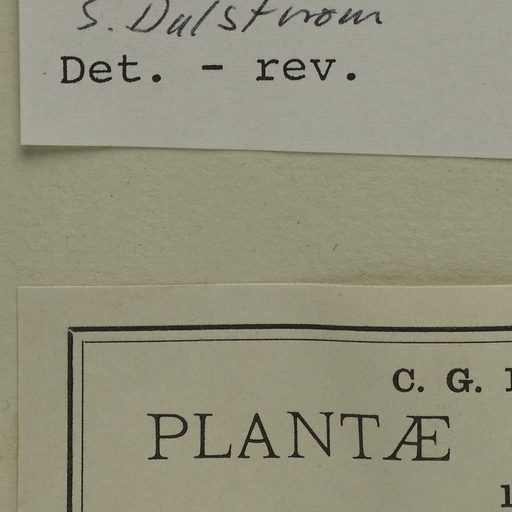 S. Dalstrom
Det. - rev.
C. G.
PLANTÆ